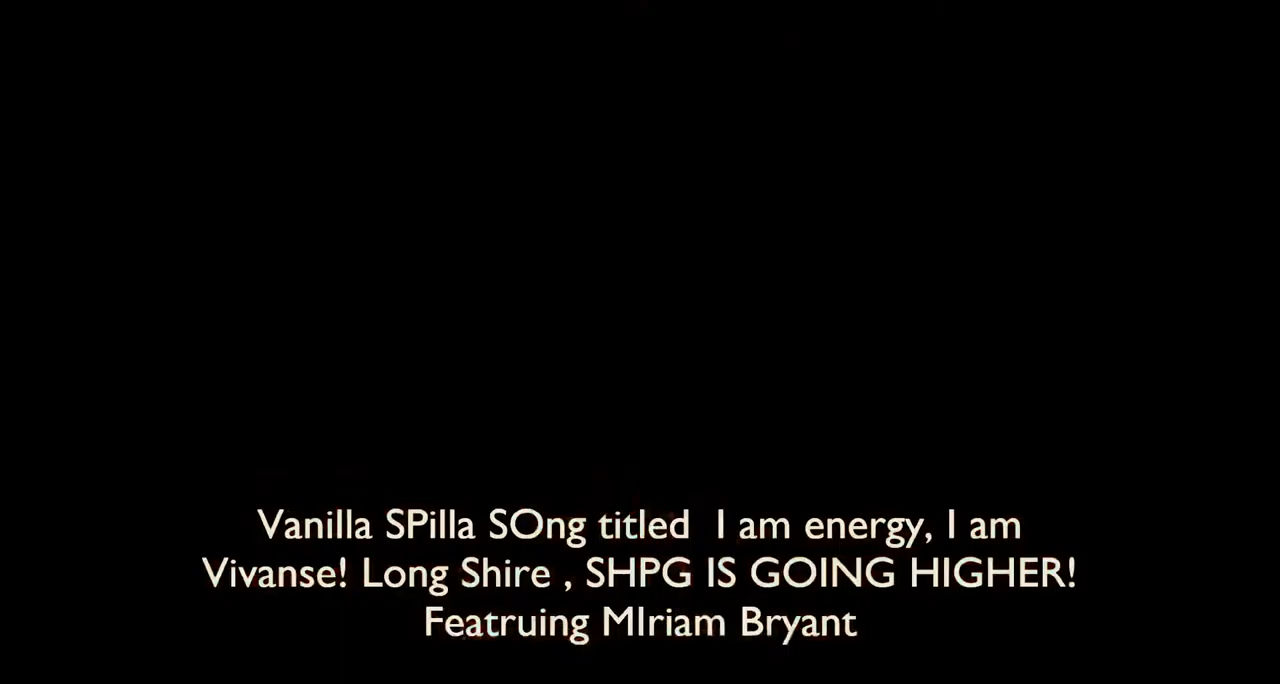 Vanilla SPilla SOng titled  I am energy, I am
Vivanse! Long Shire , SHPG IS GOING HIGHER!
Featruing MIriam Bryant